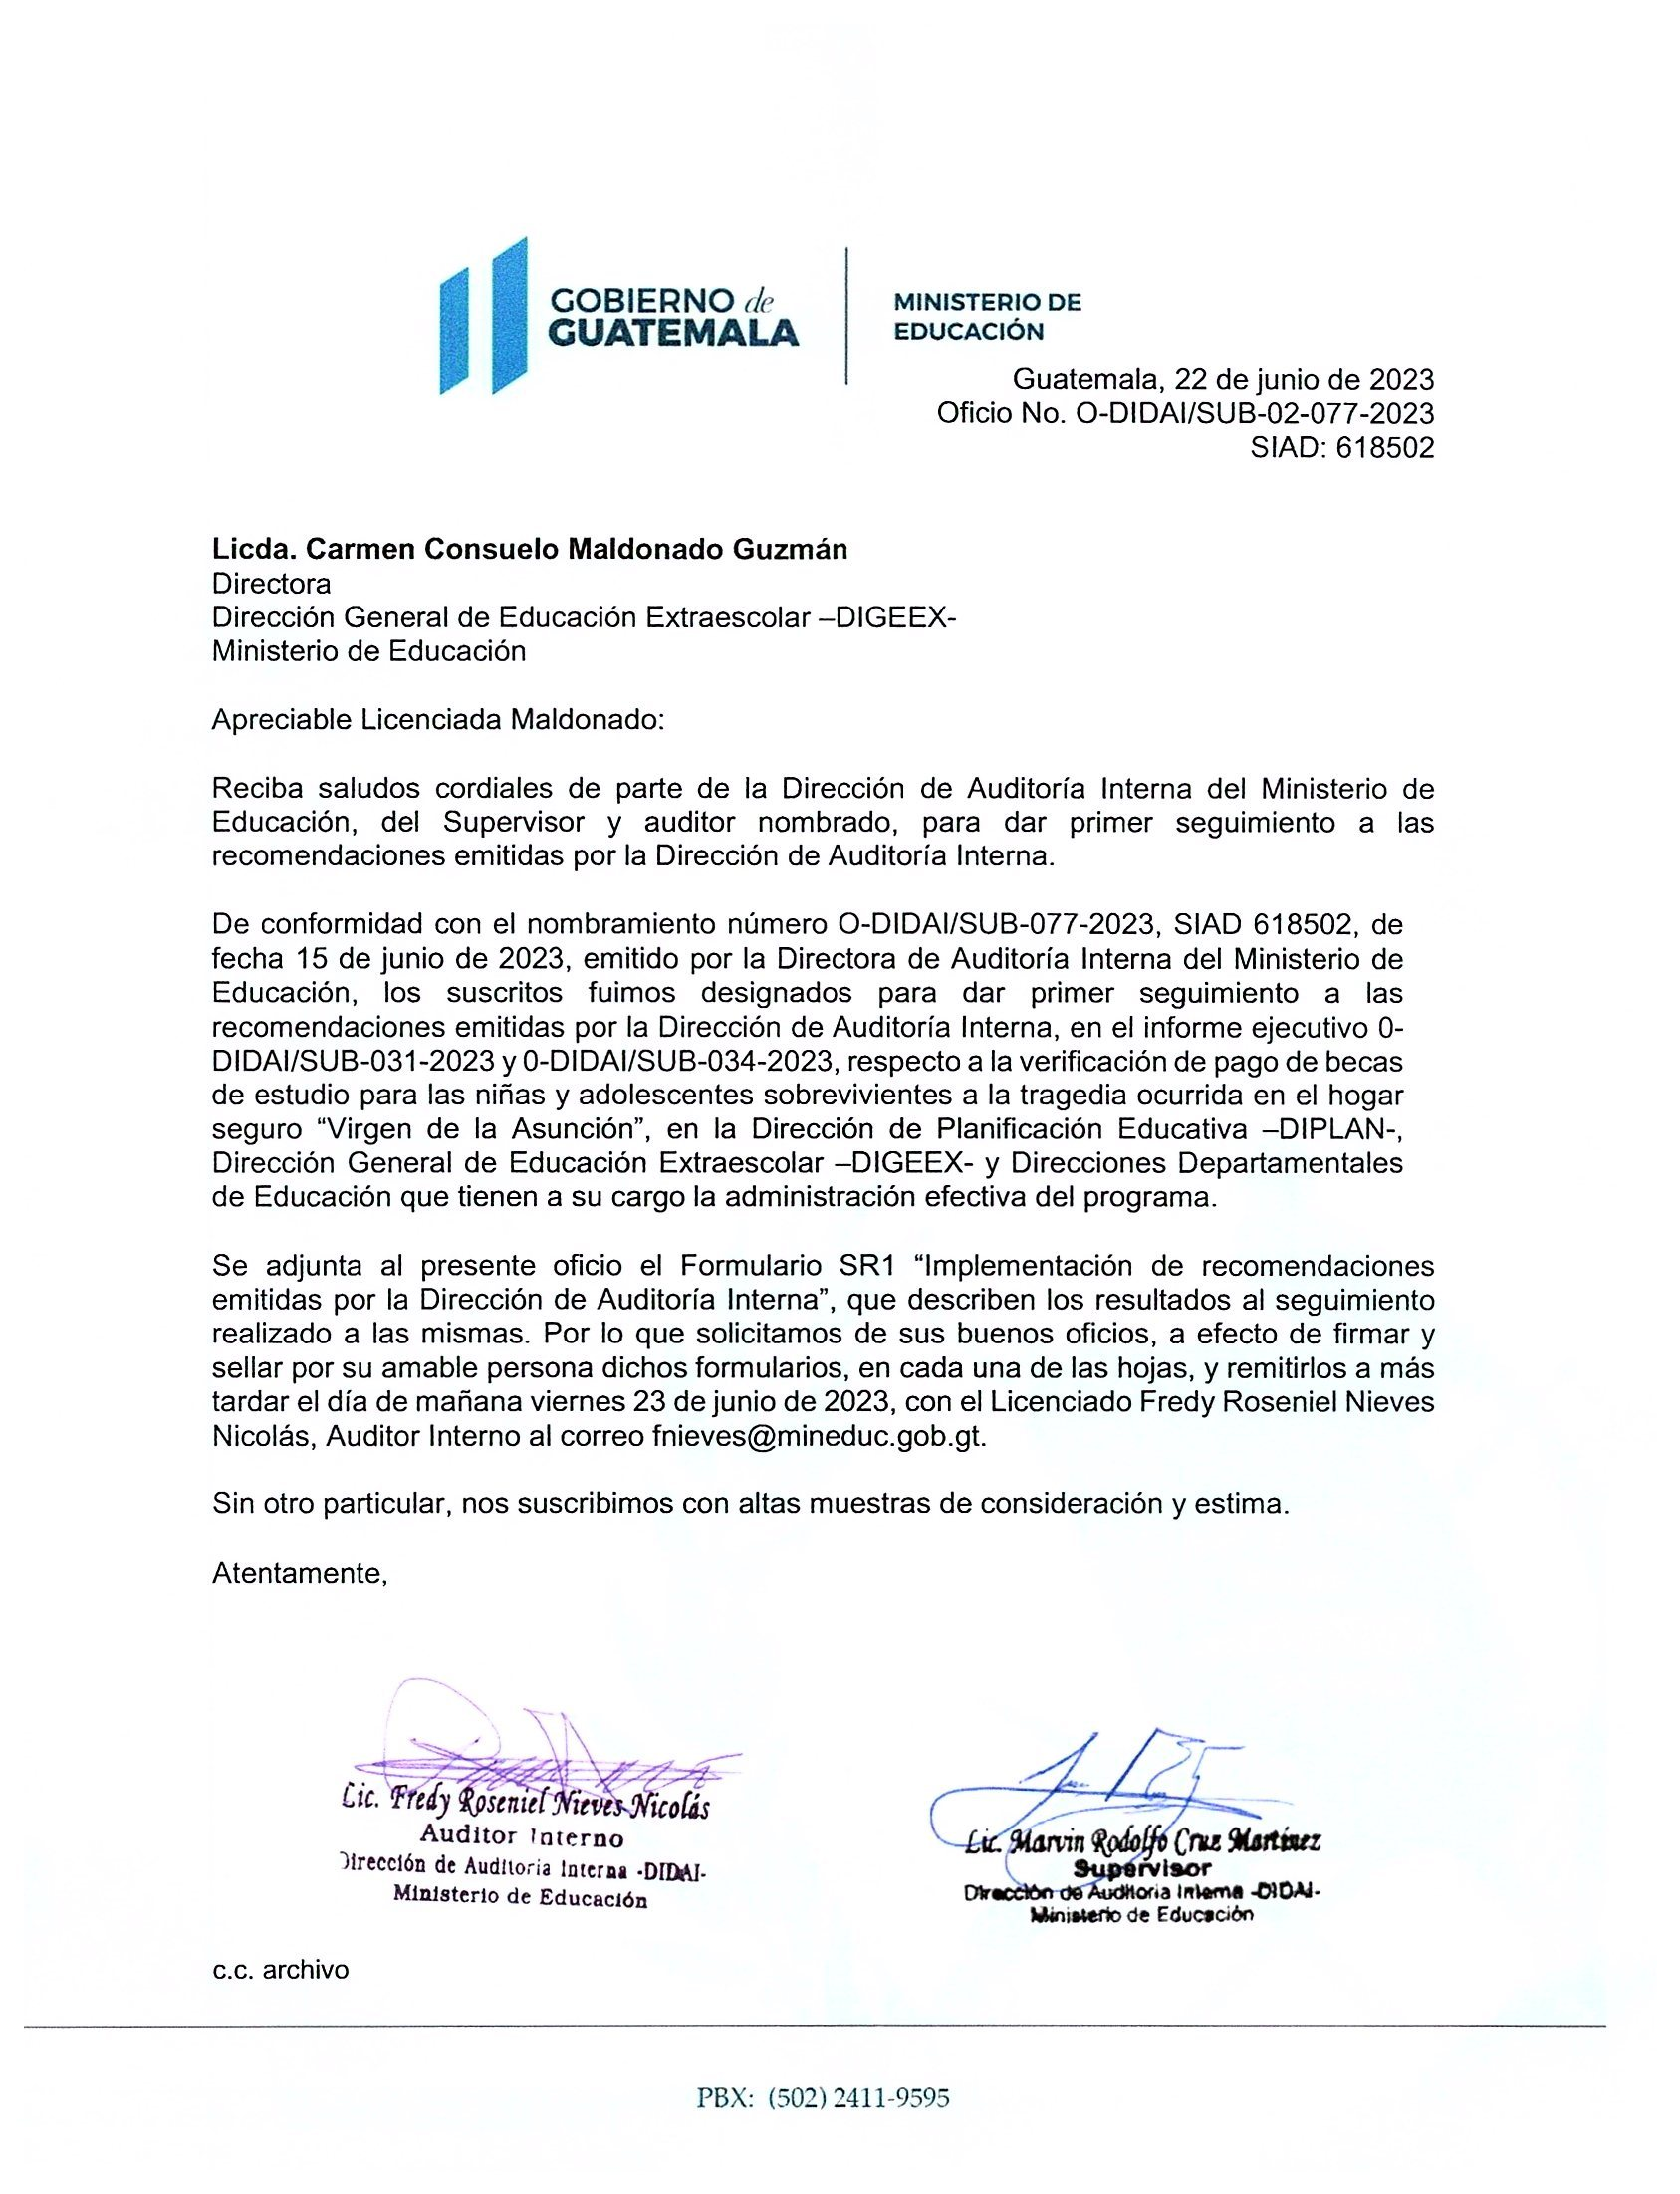 GOBIERNO de
GUATEMALA
MINISTERIO DE
EDUCACIÓN
Guatemala, 22 de junio de 2023
Oficio No. O-DIDAI/SUB-02-077-2023
SIAD: 618502
Licda. Carmen Consuelo Maldonado Guzmán
Directora
Dirección General de Educación Extraescolar –DIGEEX-
Ministerio de Educación
Apreciable Licenciada Maldonado:
Reciba saludos cordiales de parte de la Dirección de Auditoría Interna del Ministerio de
Educación, del Supervisor y auditor nombrado, para dar primer seguimiento a las
recomendaciones emitidas por la Dirección de Auditoría Interna.
De conformidad con el nombramiento número O-DIDAI/SUB-077-2023, SIAD 618502, de
fecha 15 de junio de 2023, emitido por la Directora de Auditoría Interna del Ministerio de
Educación, los suscritos fuimos designados para dar primer seguimiento a las
recomendaciones emitidas por la Dirección de Auditoría Interna, en el informe ejecutivo 0-
DIDAI/SUB-031-2023 y 0-DIDAI/SUB-034-2023, respecto a la verificación de pago de becas
de estudio para las niñas y adolescentes sobrevivientes a la tragedia ocurrida en el hogar
seguro “Virgen de la Asunción”, en la Dirección de Planificación Educativa –DIPLAN-,
Dirección General de Educación Extraescolar –DIGEEX- y Direcciones Departamentales
de Educación que tienen a su cargo la administración efectiva del programa.
Se adjunta al presente oficio el Formulario SR1 “Implementación de recomendaciones
emitidas por la Dirección de Auditoría Interna”, que describen los resultados al seguimiento
realizado a las mismas. Por lo que solicitamos de sus buenos oficios, a efecto de firmar y
sellar por su amable persona dichos formularios, en cada una de las hojas, y remitirlos a más
tardar el día de mañana viernes 23 de junio de 2023, con el Licenciado Fredy Roseniel Nieves
Nicolás, Auditor Interno al correo fnieves@mineduc.gob.gt.
Sin otro particular, nos suscribimos con altas muestras de consideración y estima.
Atentamente,
Lic. Fredy Roseniel Nieves Nicolás
Auditor Interno
Dirección de Auditoria Interna -DIDAI-
Ministerio de Educación
Lic. Marvin Rodolfo Cruz Martínez
Supervisor
Dirección de Auditoria Interna -DIDAI-
Ministerio de Educación
c.c. archivo
PBX: (502) 2411-9595